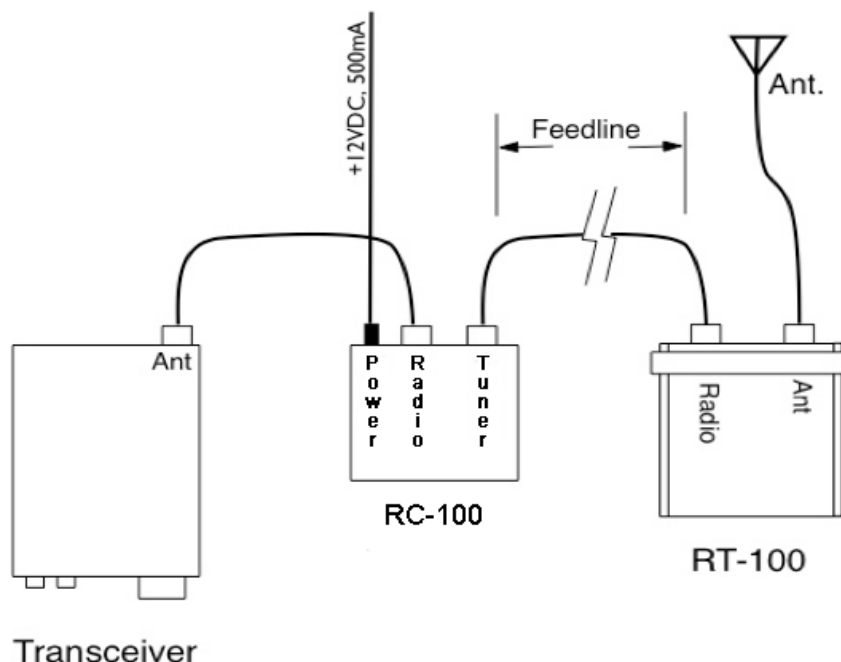 +12VDC, 500mA
Ant.
Feedline
Ant
Power
Radio
Tuner
Radio
Ant
RC-100
RT-100
Transceiver